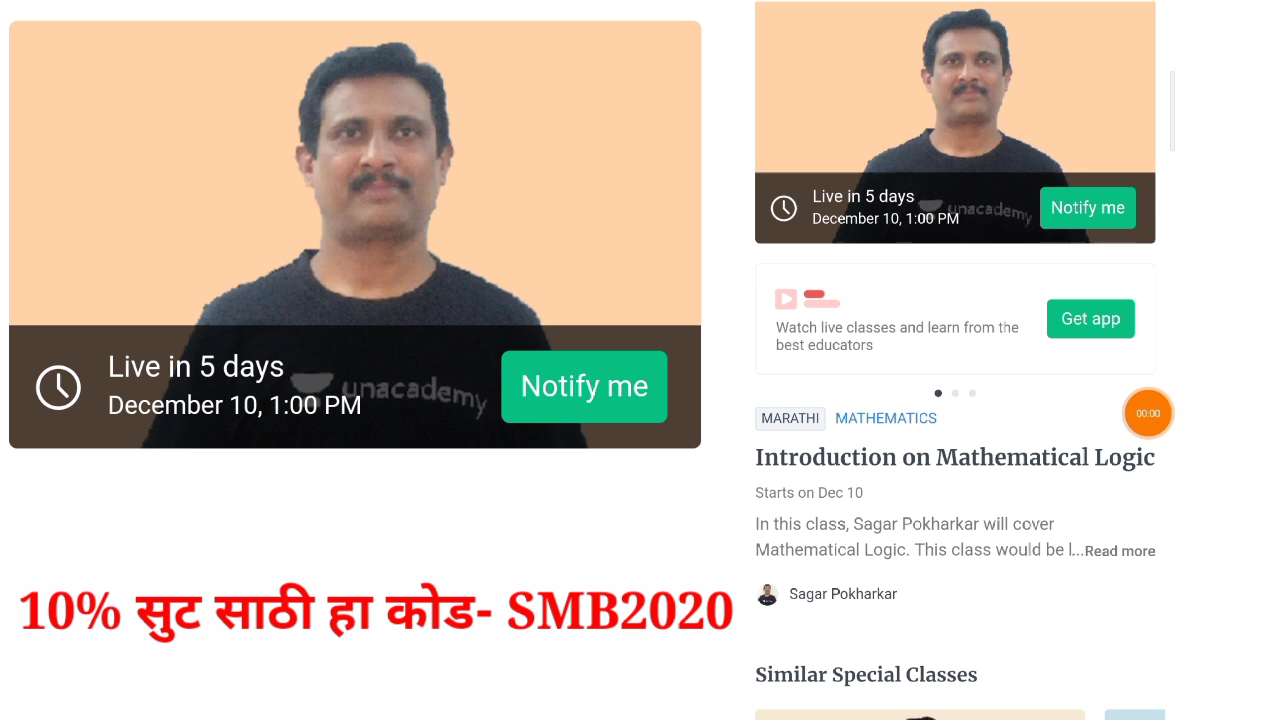 Live in 5 days
December 10, 1:00 PM
unacademy
Notify me
10% सुट साठी हा कोड- SMB2020
Live in 5 days
December 10, 1:00 PM
unacademy
Notify me
Watch live classes and learn from the
best educators
Get app
00:00
MARATHI MATHEMATICS
Introduction on Mathematical Logic
Starts on Dec 10
In this class, Sagar Pokharkar will cover
Mathematical Logic. This class would be l...Read more
Sagar Pokharkar
Similar Special Classes